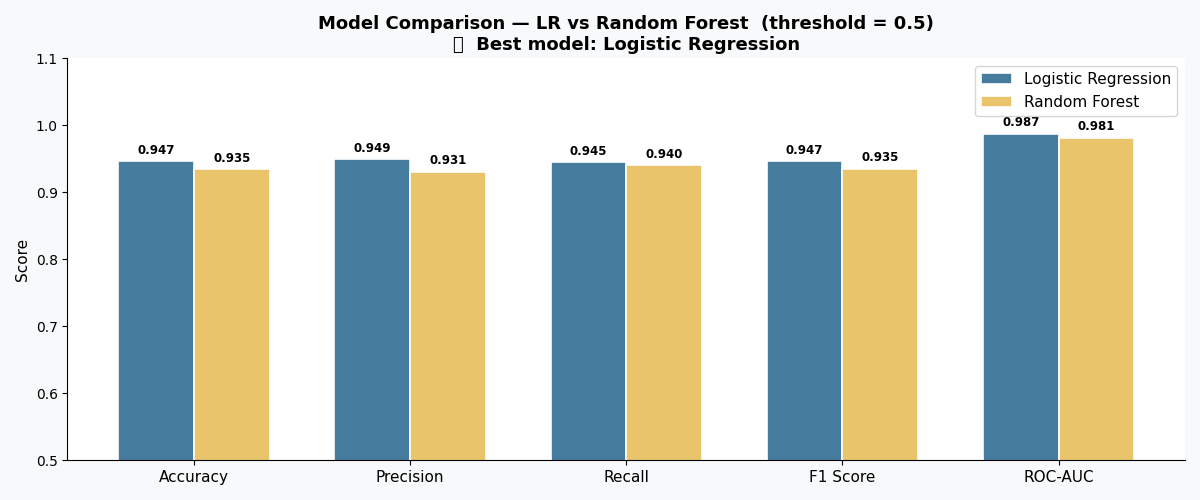 Model Comparison — LR vs Random Forest (threshold = 0.5)
Best model: Logistic Regression
1.1
1.0
0.9
0.8
0.7
0.6
0.5
Score
Logistic Regression
Random Forest
0.947
0.935
0.949
0.931
0.945
0.940
0.947
0.935
0.987
0.981
Accuracy
Precision
Recall
F1 Score
ROC-AUC